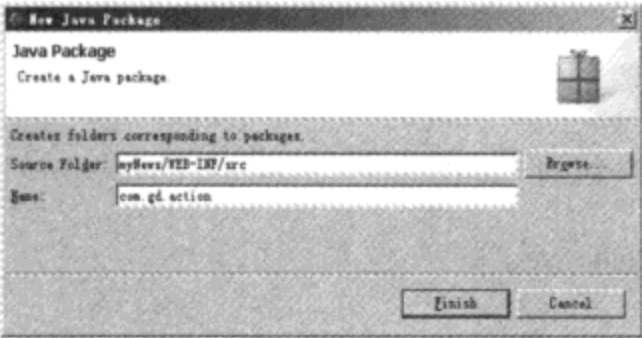 New Java Package
Java Package
Create a Java package.
Creates folders corresponding to packages.
Source Folder: myNews/WEB-INF/src Browse...
Name: com.gd.action
Finish Cancel